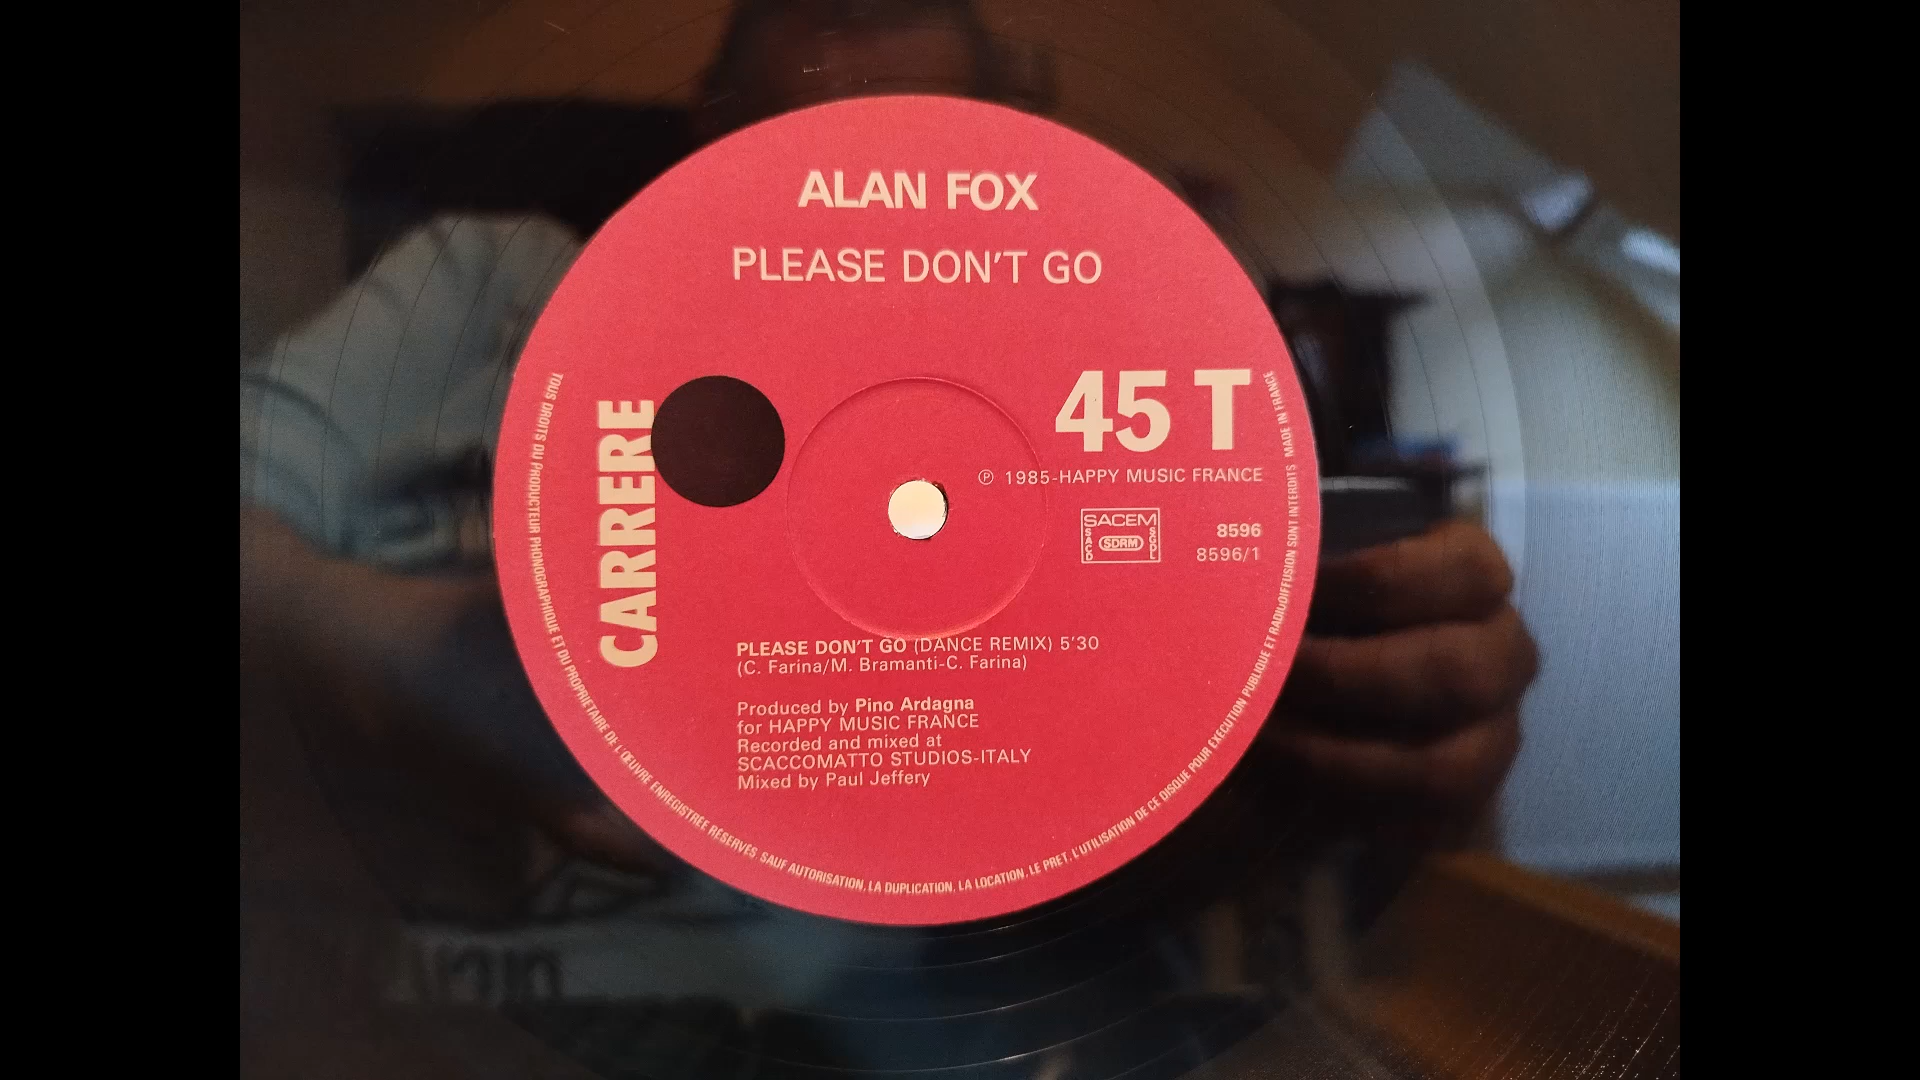 ALAN FOX
PLEASE DON'T GO
CARRERE
45 T
℗ 1985-HAPPY MUSIC FRANCE
SACEM
SACD
SDRM
SGDL
8596
8596/1
PLEASE DON'T GO (DANCE REMIX) 5'30
(C. Farina/M. Bramanti-C. Farina)
Produced by Pino Ardagna
for HAPPY MUSIC FRANCE
Recorded and mixed at
SCACCOMATTO STUDIOS-ITALY
Mixed by Paul Jeffery
TOUS DROITS DU PRODUCTEUR PHONOGRAPHIQUE ET DU PROPRIETAIRE DE L'ŒUVRE ENREGISTREE RESERVES. SAUF AUTORISATION, LA DUPLICATION, LA LOCATION, LE PRET, L'UTILISATION DE CE DISQUE POUR EXECUTION PUBLIQUE ET RADIODIFFUSION SONT INTERDITS MADE IN FRANCE